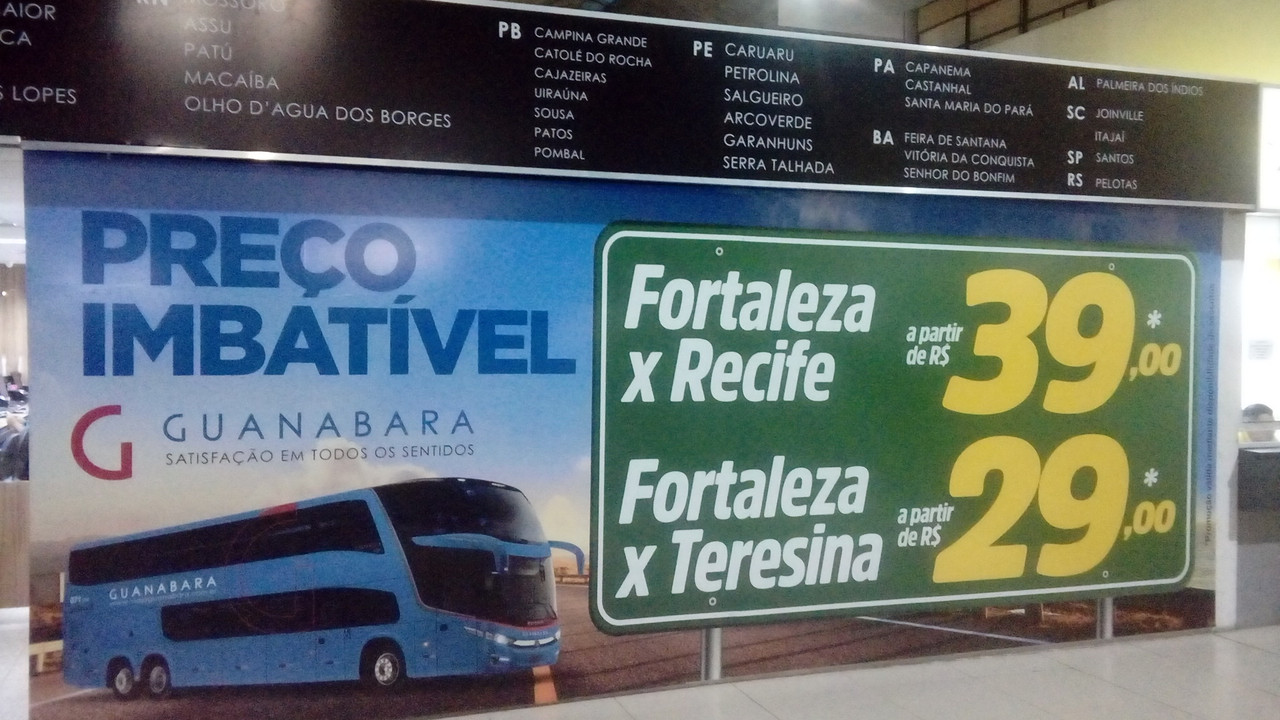 AIOR
CA
S LOPES
RN MOSSORO
ASSU
PATÚ
MACAÍBA
OLHO D'AGUA DOS BORGES
PB CAMPINA GRANDE
CATOLÉ DO ROCHA
CAJAZEIRAS
UIRAÚNA
SOUSA
PATOS
POMBAL
PE CARUARU
PETROLINA
SALGUEIRO
ARCOVERDE
GARANHUNS
SERRA TALHADA
PA CAPANEMA
CASTANHAL
SANTA MARIA DO PARÁ
BA FEIRA DE SANTANA
VITÓRIA DA CONQUISTA
SENHOR DO BONFIM
AL PALMEIRA DOS ÍNDIOS
SC JOINVILLE
ITAJAÍ
SP SANTOS
RS PELOTAS
PREÇO
IMBATÍVEL
G GUANABARA
SATISFAÇÃO EM TODOS OS SENTIDOS
GUANABARA
Fortaleza
x Recife
a partir
de R$
39,00*
Fortaleza
x Teresina
a partir
de R$
29,00*